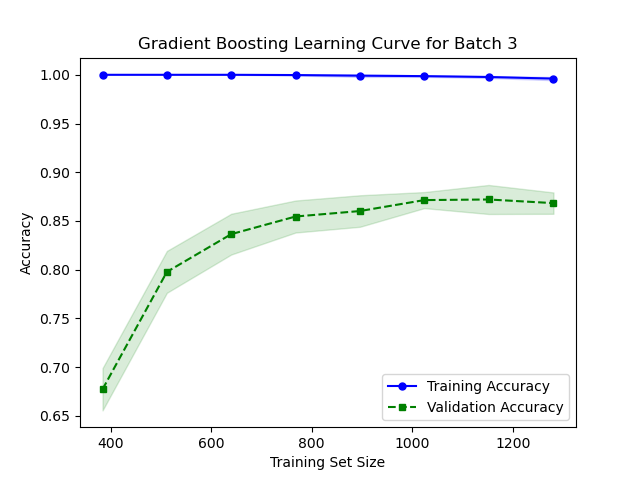 Gradient Boosting Learning Curve for Batch 3
1.00
0.95
0.90
0.85
0.80
0.75
0.70
0.65
Accuracy
400
600
800
1000
1200
Training Set Size
Training Accuracy
Validation Accuracy